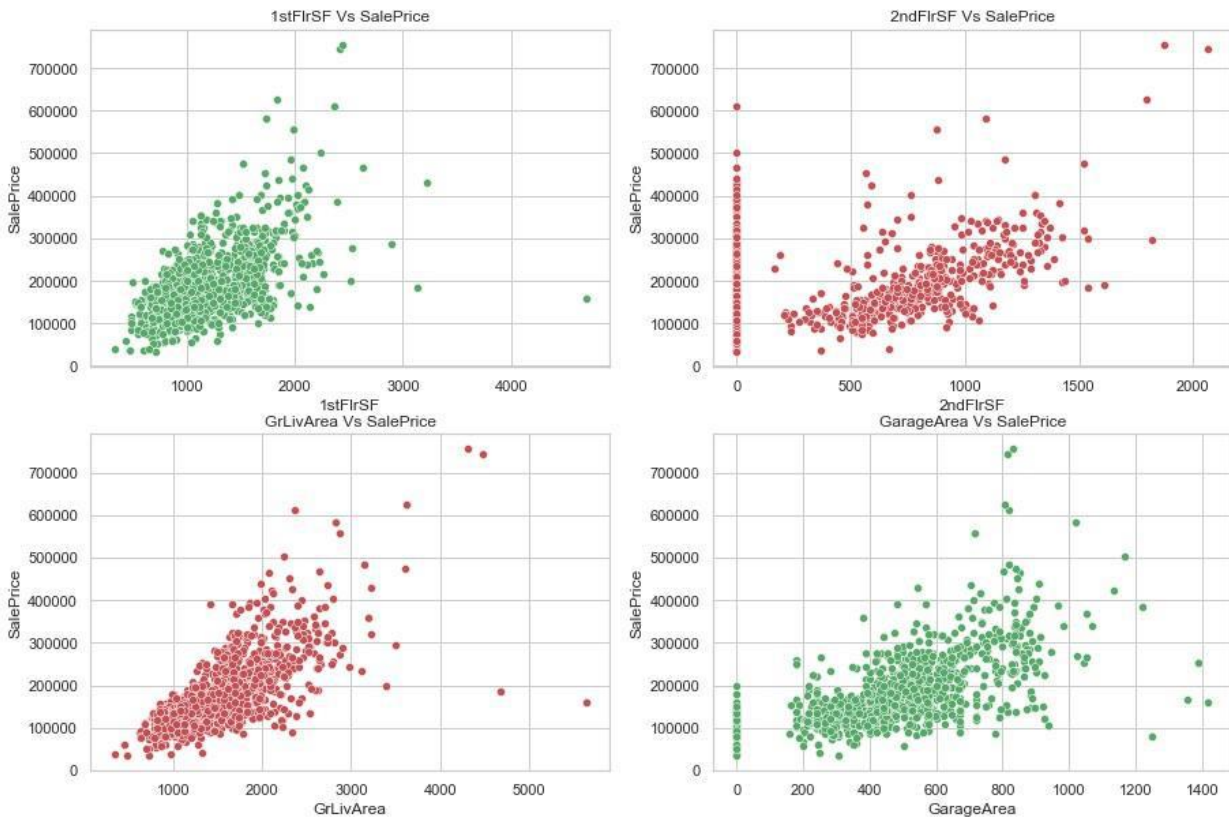 1stFlrSF Vs SalePrice
700000
600000
500000
400000
300000
200000
100000
0
SalePrice
1000 2000 3000 4000
1stFlrSF
2ndFlrSF Vs SalePrice
700000
600000
500000
400000
300000
200000
100000
0
SalePrice
0 500 1000 1500 2000
2ndFlrSF
GrLivArea Vs SalePrice
700000
600000
500000
400000
300000
200000
100000
0
SalePrice
1000 2000 3000 4000 5000
GrLivArea
GarageArea Vs SalePrice
700000
600000
500000
400000
300000
200000
100000
0
SalePrice
0 200 400 600 800 1000 1200 1400
GarageArea